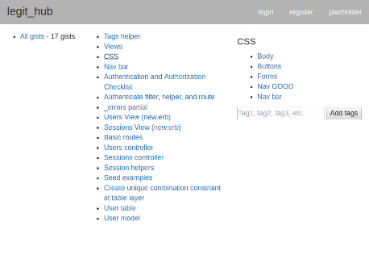 legit_hub
login register placholder
All gists - 17 gists
Tags helper
Views
CSS
Nav bar
Authentication and Authorization
Checklist
Authenticate filter, helper, and route
_errors partial
Users View (new.erb)
Sessions View (new.erb)
Basic routes
Users controller
Sessions controller
Session helpers
Seed examples
Create unique combination constraint
at table layer
User table
User model
CSS
Body
Buttons
Forms
Nav GOOD
Nav bar
Tag1, tag2, tag3, etc. Add tags